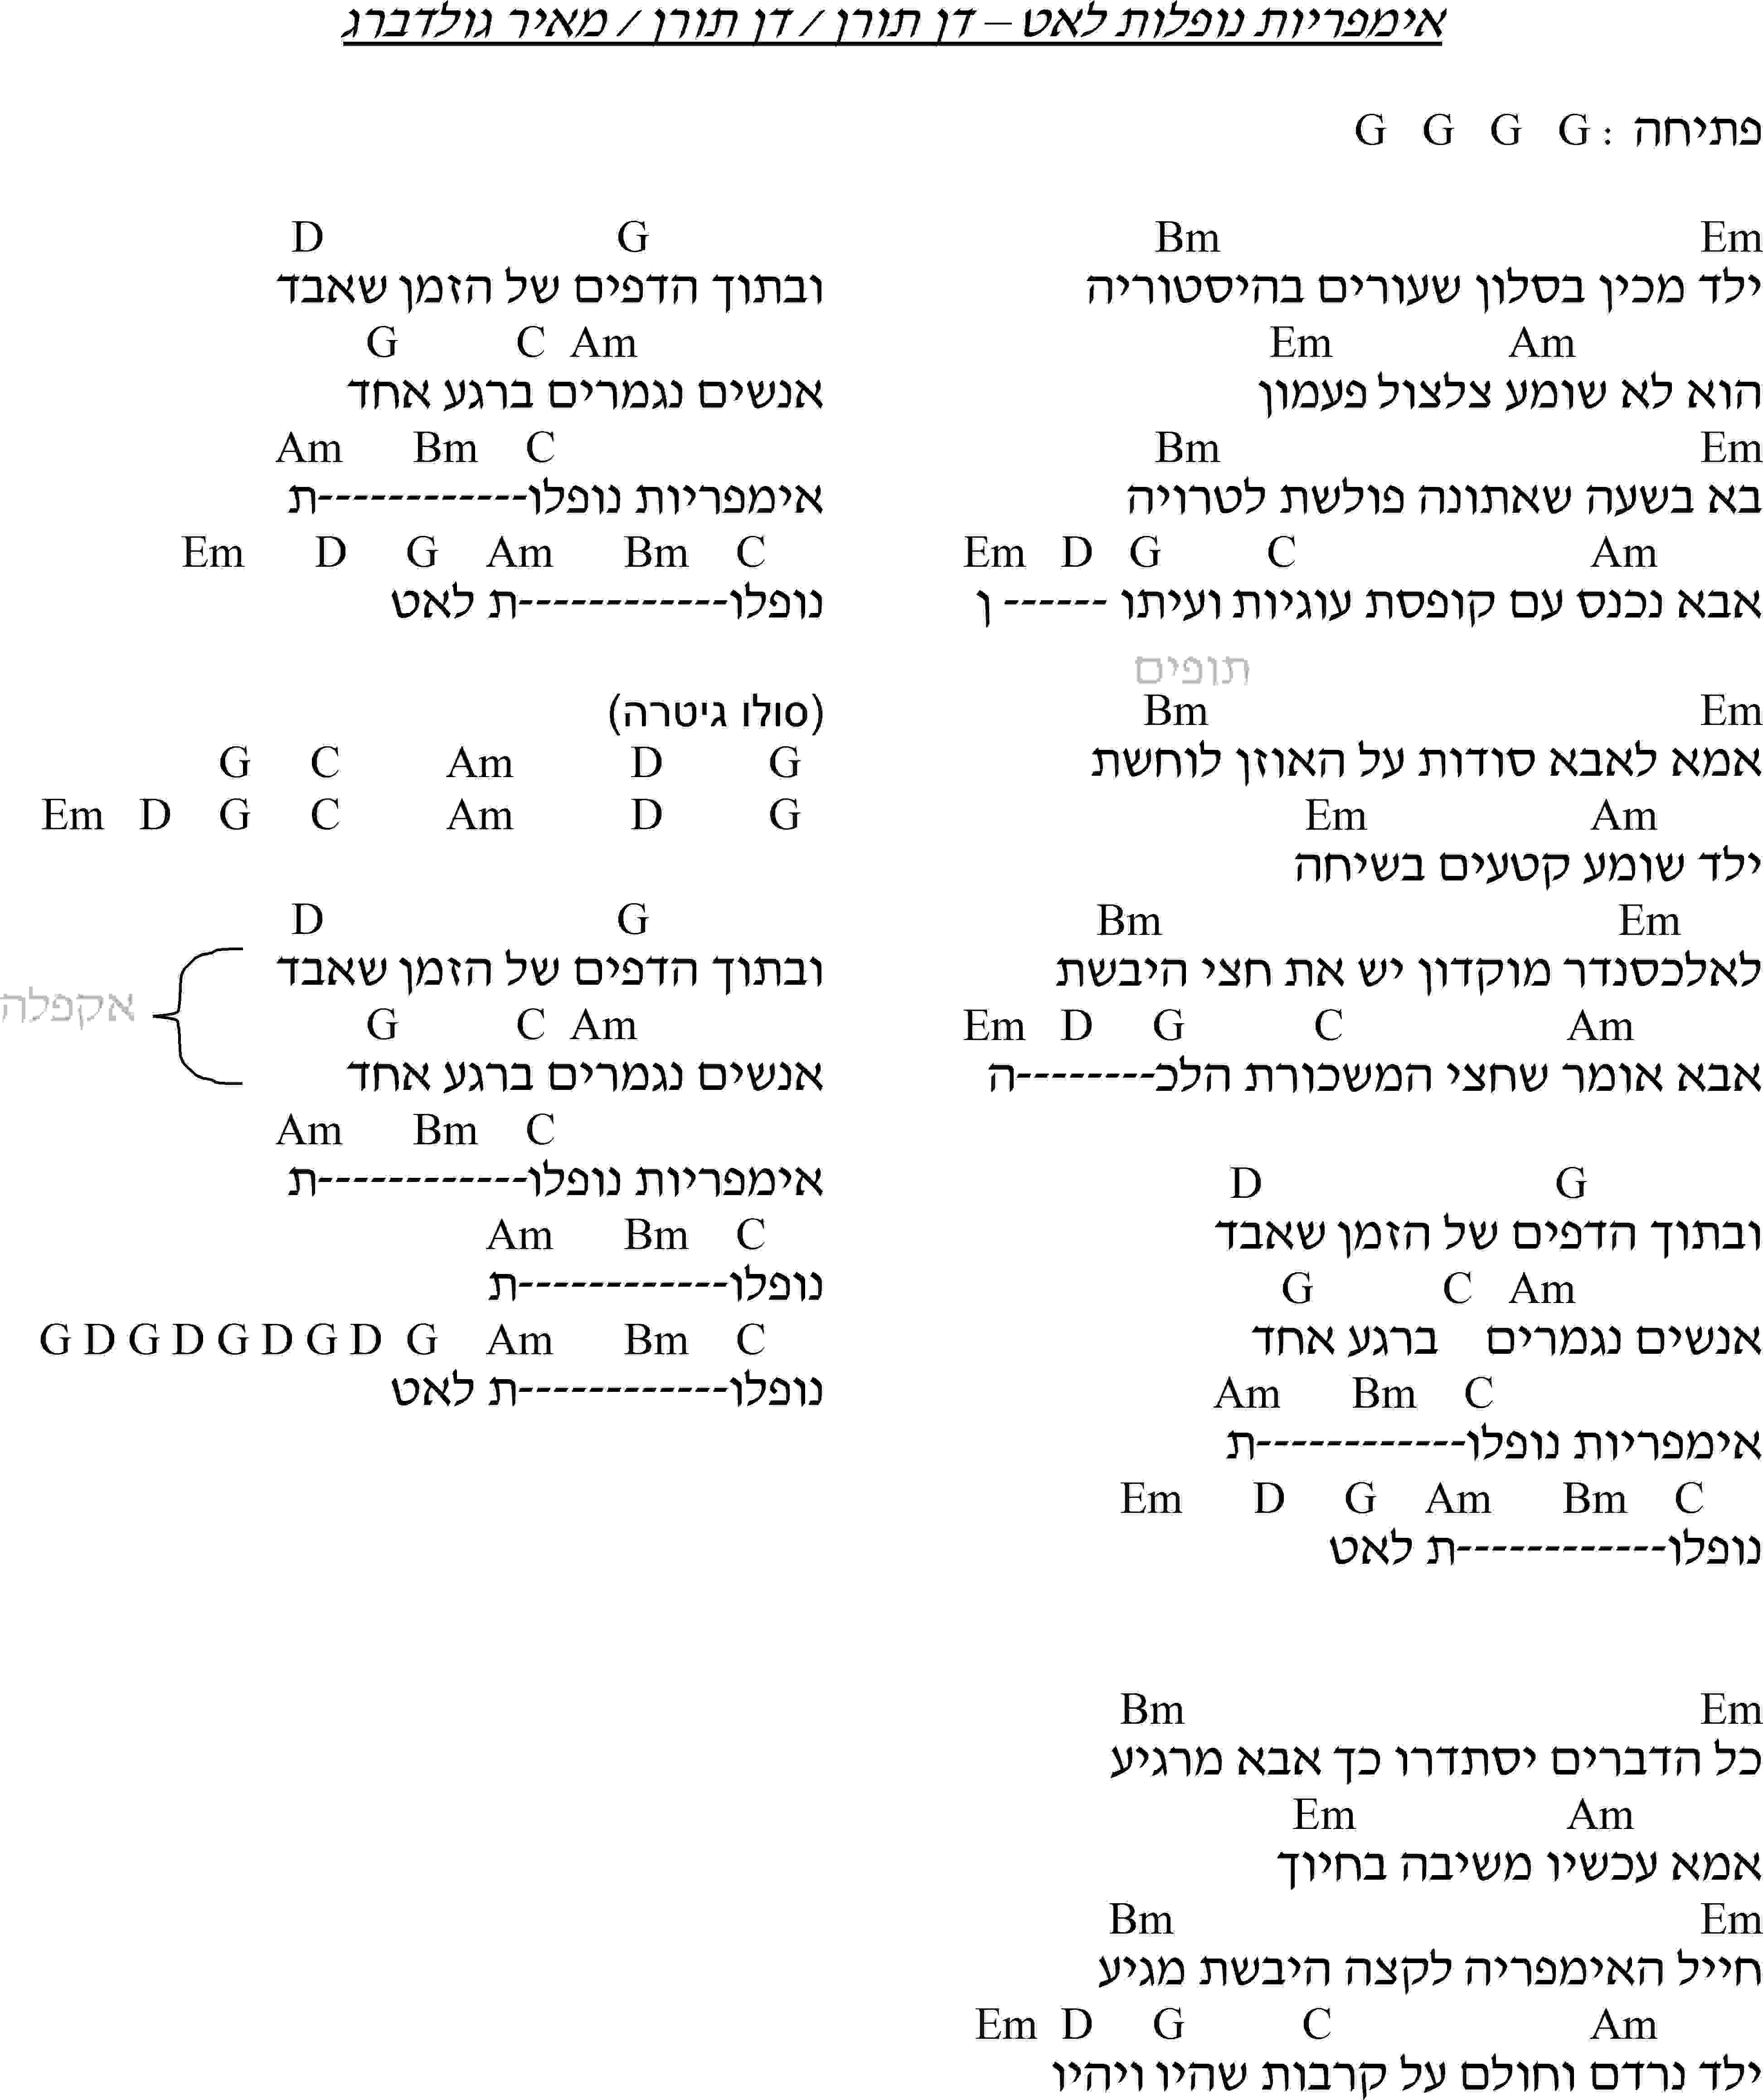 אימפריות נופלות לאט – דן תורן / דן תורן / מאיר גולדברג
פתיחה : G G G G
Bm Em
ילד מכין בסלון שעורים בהיסטוריה
Em Am
הוא לא שומע צלצול פעמון
Bm Em
בא בשעה שאתונה פולשת לטרויה
Em D G C Am
אבא נכנס עם קופסת עוגיות ועיתו ------ ן
תופים
Bm Em
אמא לאבא סודות על האוזן לוחשת
Em Am
ילד שומע קטעים בשיחה
Bm Em
לאלכסנדר מוקדון יש את חצי היבשת
Em D G C Am
אבא אומר שחצי המשכורת הלכ--------ה
D G
ובתוך הדפים של הזמן שאבד
G C Am
אנשים נגמרים ברגע אחד
Am Bm C
אימפריות נופלו------------ת
Em D G Am Bm C
נופלו------------ת לאט
Bm Em
כל הדברים יסתדרו כך אבא מרגיע
Em Am
אמא עכשיו משיבה בחיוך
Bm Em
חייל האימפריה לקצה היבשת מגיע
Em D G C Am
ילד נרדם וחולם על קרבות שהיו ויהיו
D G
ובתוך הדפים של הזמן שאבד
G C Am
אנשים נגמרים ברגע אחד
Am Bm C
אימפריות נופלו------------ת
Em D G Am Bm C
נופלו------------ת לאט
(סולו גיטרה)
G C Am D G
Em D G C Am D G
D G
ובתוך הדפים של הזמן שאבד
אקפלה
G C Am
אנשים נגמרים ברגע אחד
Am Bm C
אימפריות נופלו------------ת
Am Bm C
נופלו------------ת
G D G D G D G D G Am Bm C
נופלו------------ת לאט